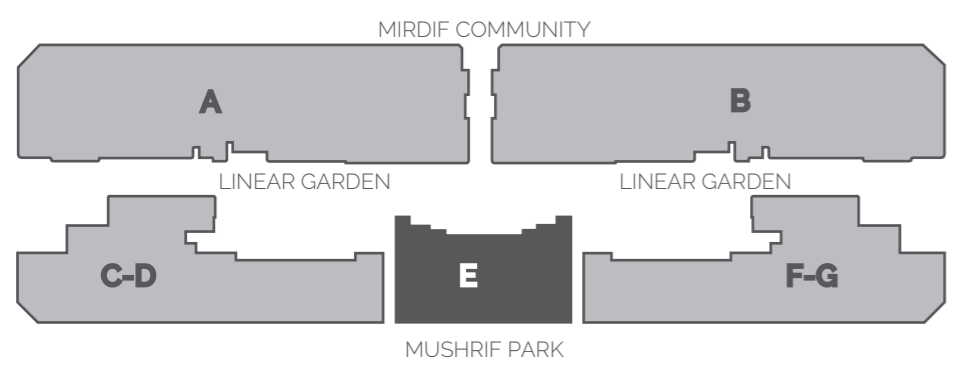 MIRDIF COMMUNITY
A
B
LINEAR GARDEN
LINEAR GARDEN
C-D
E
F-G
MUSHRIF PARK